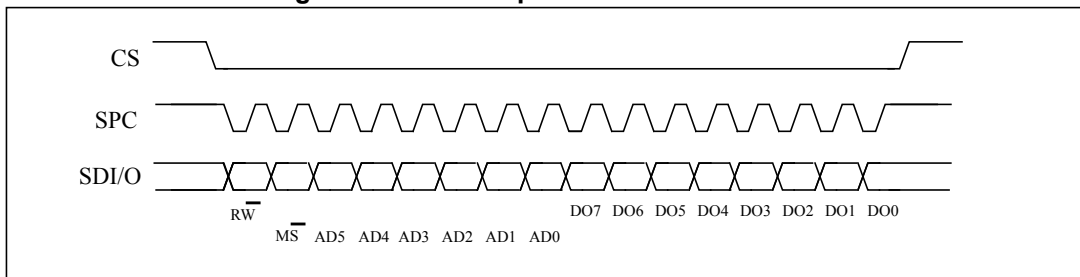 CS
SPC
SDI/O
RW DO7 DO6 DO5 DO4 DO3 DO2 DO1 DO0
MS AD5 AD4 AD3 AD2 AD1 AD0